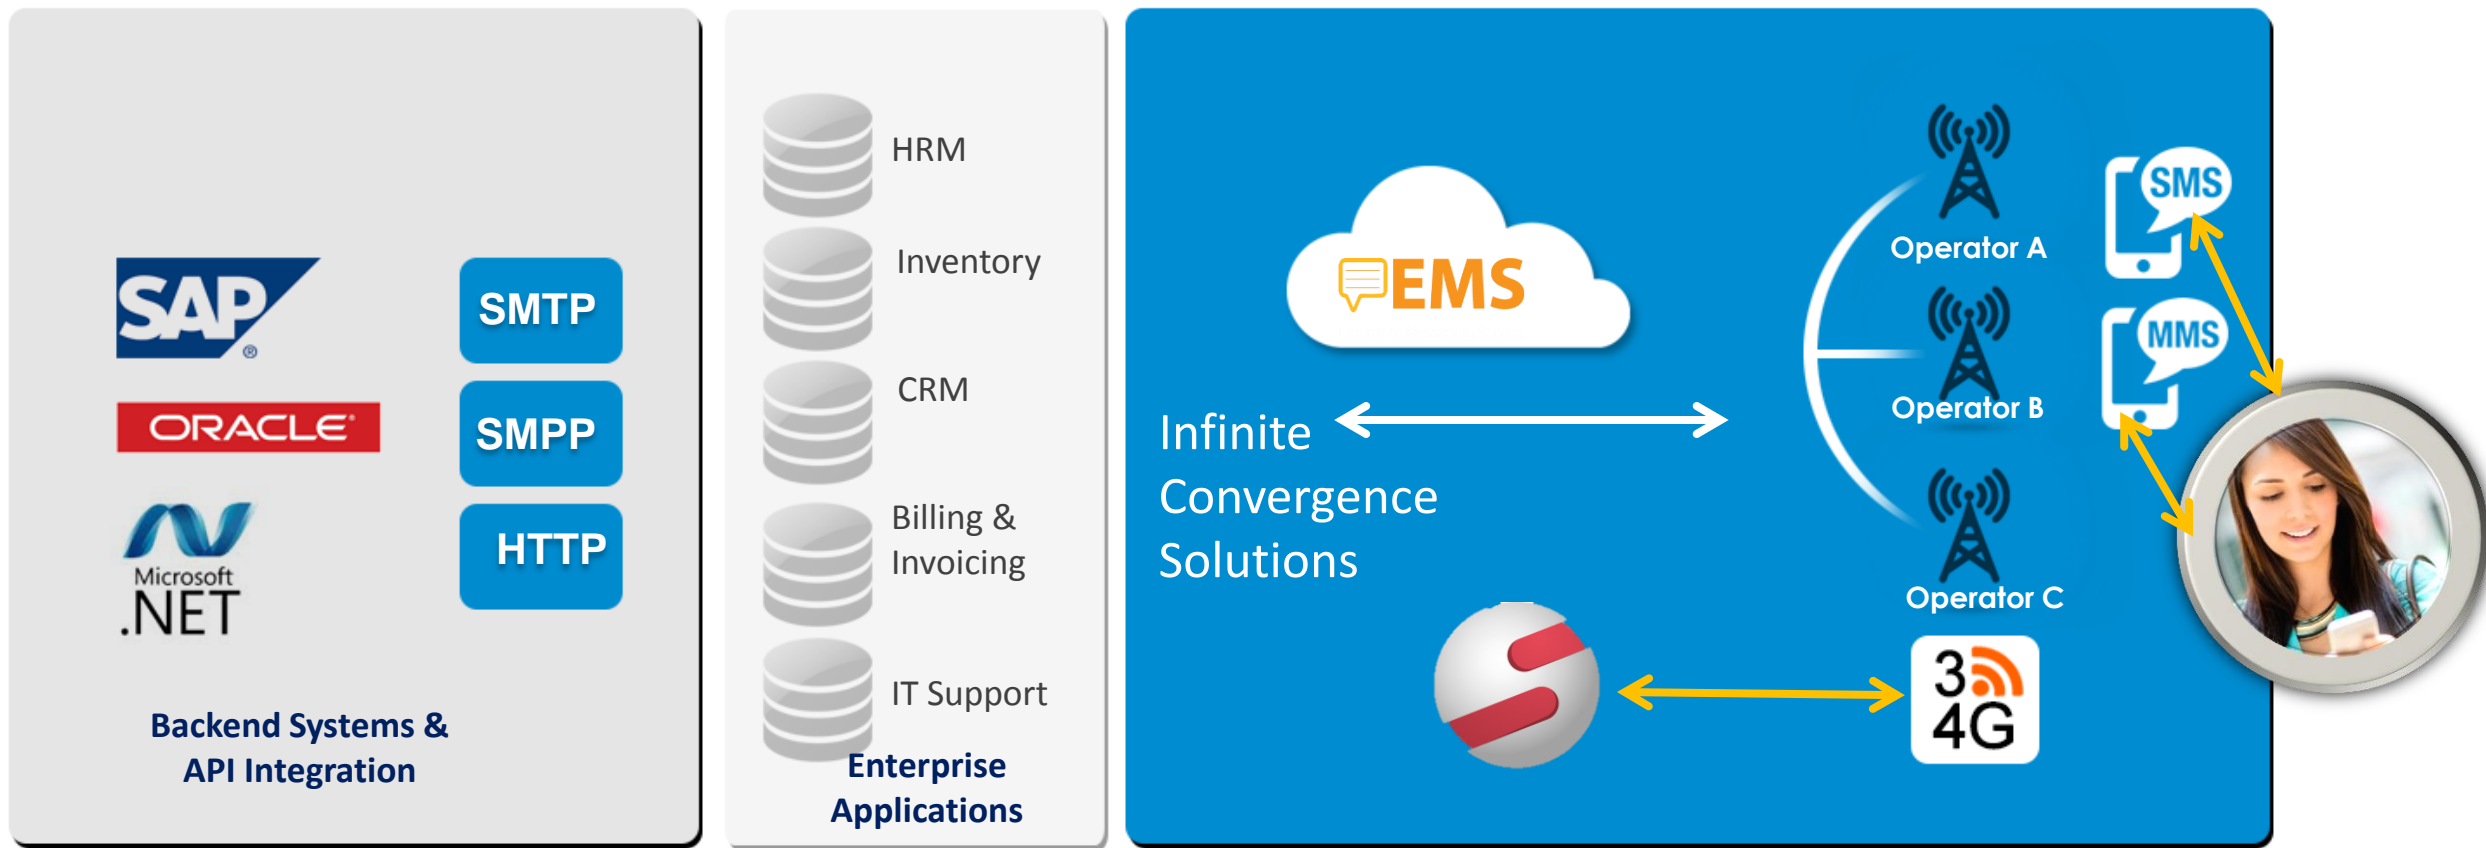 SAP
®
ORACLE®
Microsoft
.NET
SMTP
SMPP
HTTP
Backend Systems &
API Integration
HRM
Inventory
CRM
Billing &
Invoicing
IT Support
Enterprise
Applications
EMS
Infinite
Convergence
Solutions
Operator A
Operator B
Operator C
SMS
MMS
3
4G